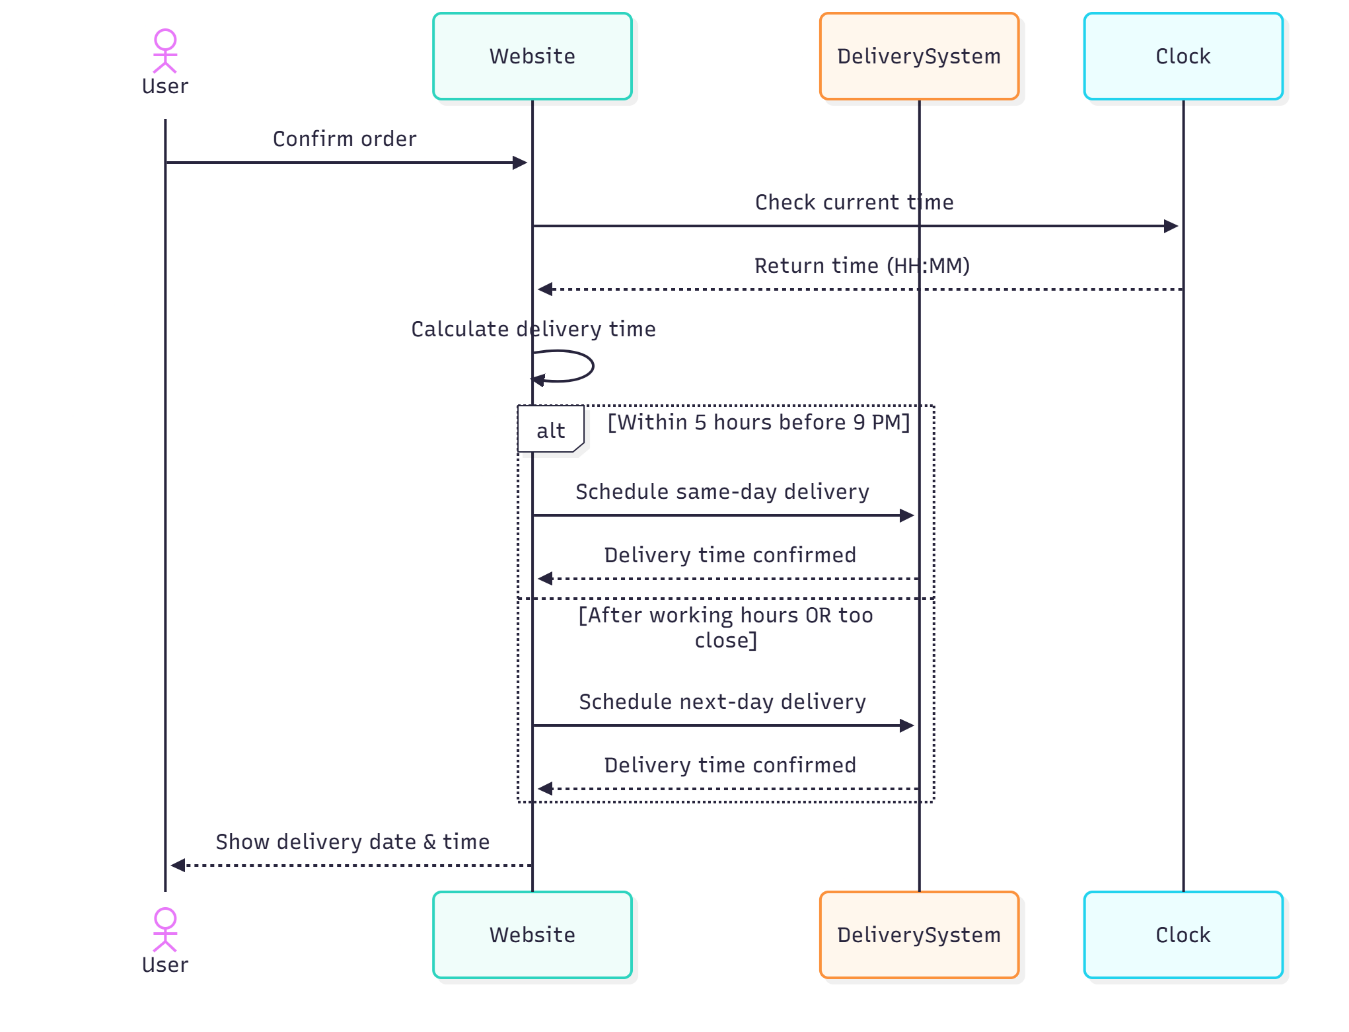 User
Website
DeliverySystem
Clock
Confirm order
Check current time
Return time (HH:MM)
Calculate delivery time
alt
[Within 5 hours before 9 PM]
Schedule same-day delivery
Delivery time confirmed
[After working hours OR too
close]
Schedule next-day delivery
Delivery time confirmed
Show delivery date & time
User
Website
DeliverySystem
Clock